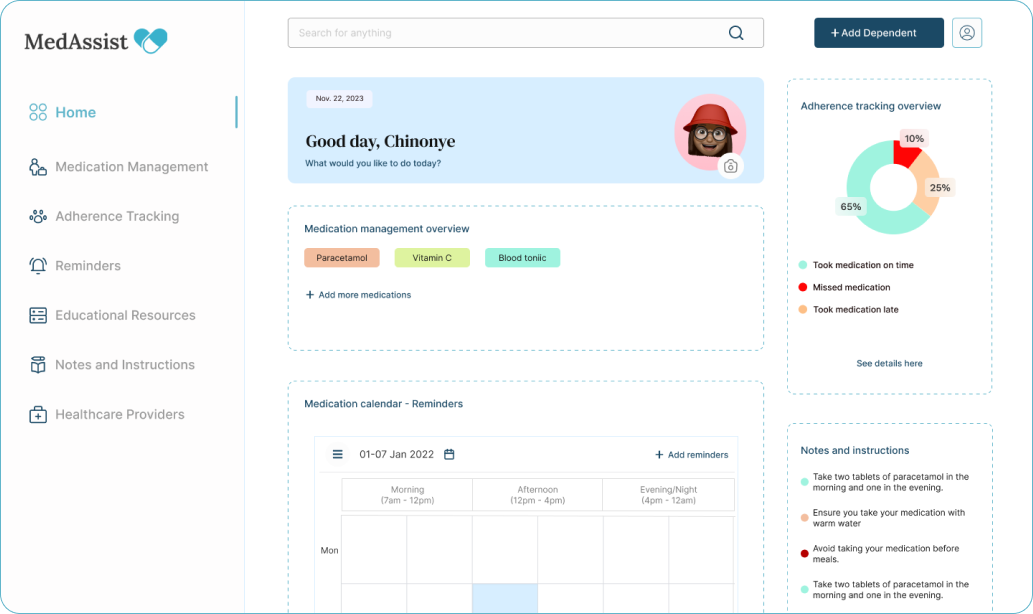 MedAssist
Home
Medication Management
Adherence Tracking
Reminders
Educational Resources
Notes and Instructions
Healthcare Providers
Search for anything
+ Add Dependent
Nov. 22, 2023
Good day, Chinonye
What would you like to do today?
Medication management overview
Paracetamol
Vitamin C
Blood toniic
+ Add more medications
Medication calendar - Reminders
01-07 Jan 2022
+ Add reminders
Morning
(7am - 12pm)
Afternoon
(12pm - 4pm)
Evening/Night
(4pm - 12am)
Mon
Adherence tracking overview
10%
25%
65%
Took medication on time
Missed medication
Took medication late
See details here
Notes and instructions
Take two tablets of paracetamol in the
morning and one in the evening.
Ensure you take your medication with
warm water
Avoid taking your medication before
meals.
Take two tablets of paracetamol in the
morning and one in the evening.